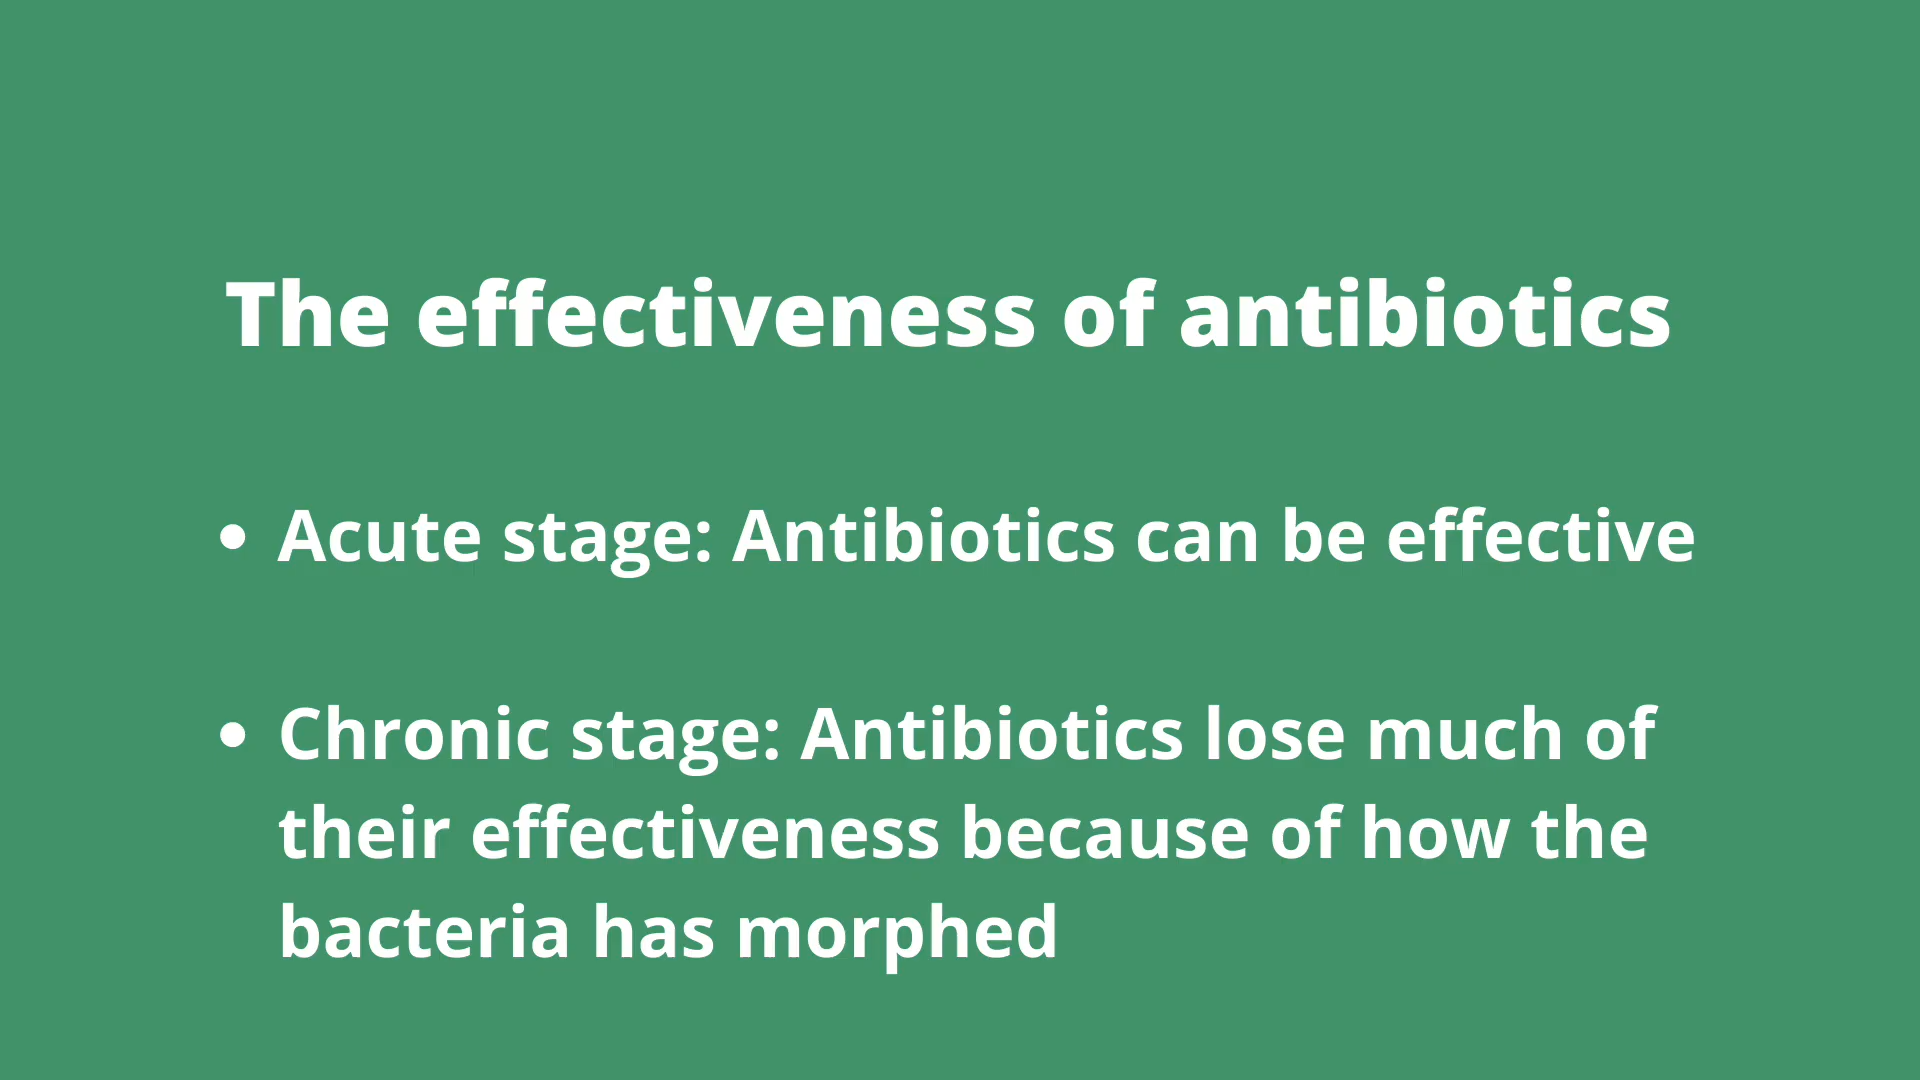 The effectiveness of antibiotics
• Acute stage: Antibiotics can be effective
• Chronic stage: Antibiotics lose much of
their effectiveness because of how the
bacteria has morphed